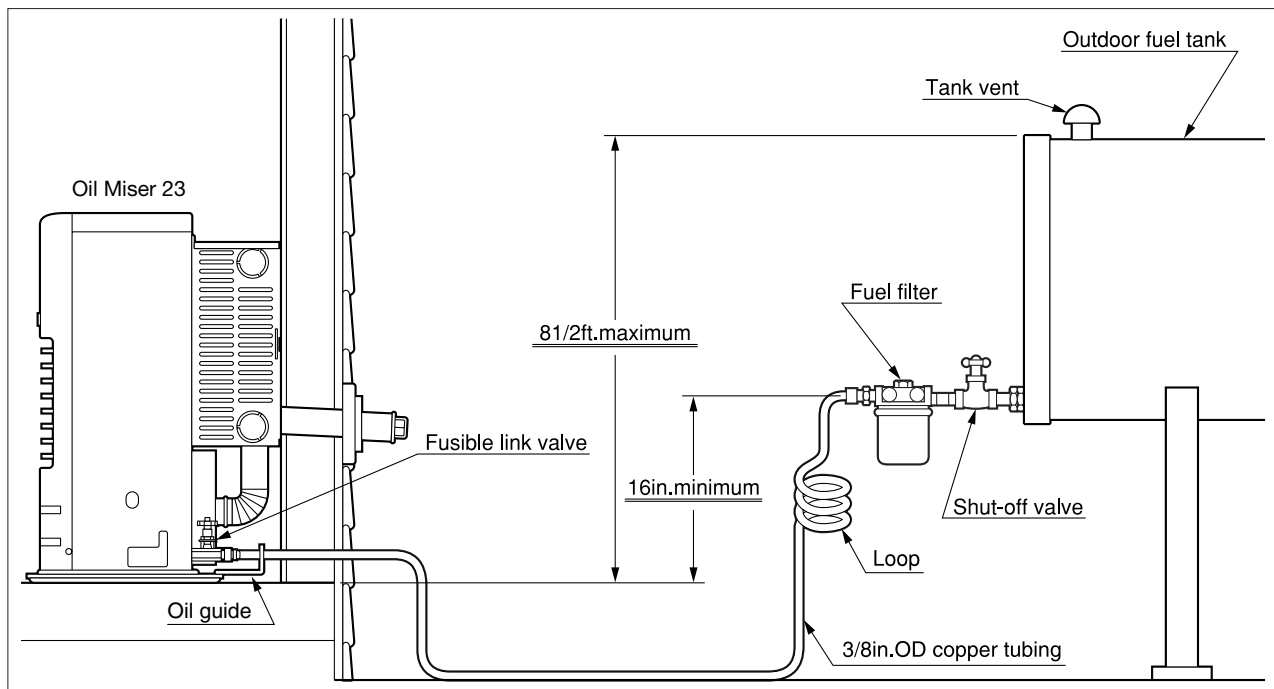 Outdoor fuel tank
Tank vent
Oil Miser 23
Fuel filter
81/2ft.maximum
Fusible link valve
16in.minimum
Shut-off valve
Loop
Oil guide
3/8in.OD copper tubing